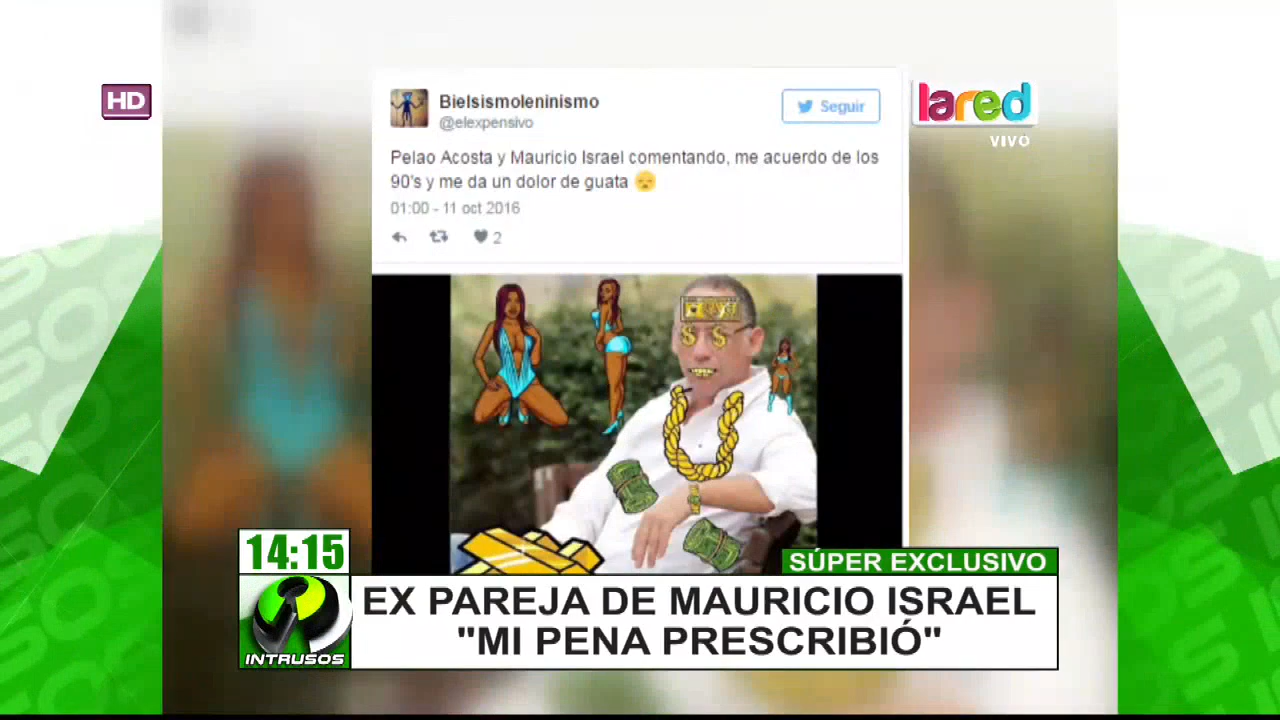 HD
Bielsismoleninismo
@elexpensivo
Seguir
lared
VIVO
Pelao Acosta y Mauricio Israel comentando, me acuerdo de los
90's y me da un dolor de guata 😞
01:00 - 11 oct 2016
2
$ $
14:15
SÚPER EXCLUSIVO
EX PAREJA DE MAURICIO ISRAEL
"MI PENA PRESCRIBIÓ"
INTRUSOS